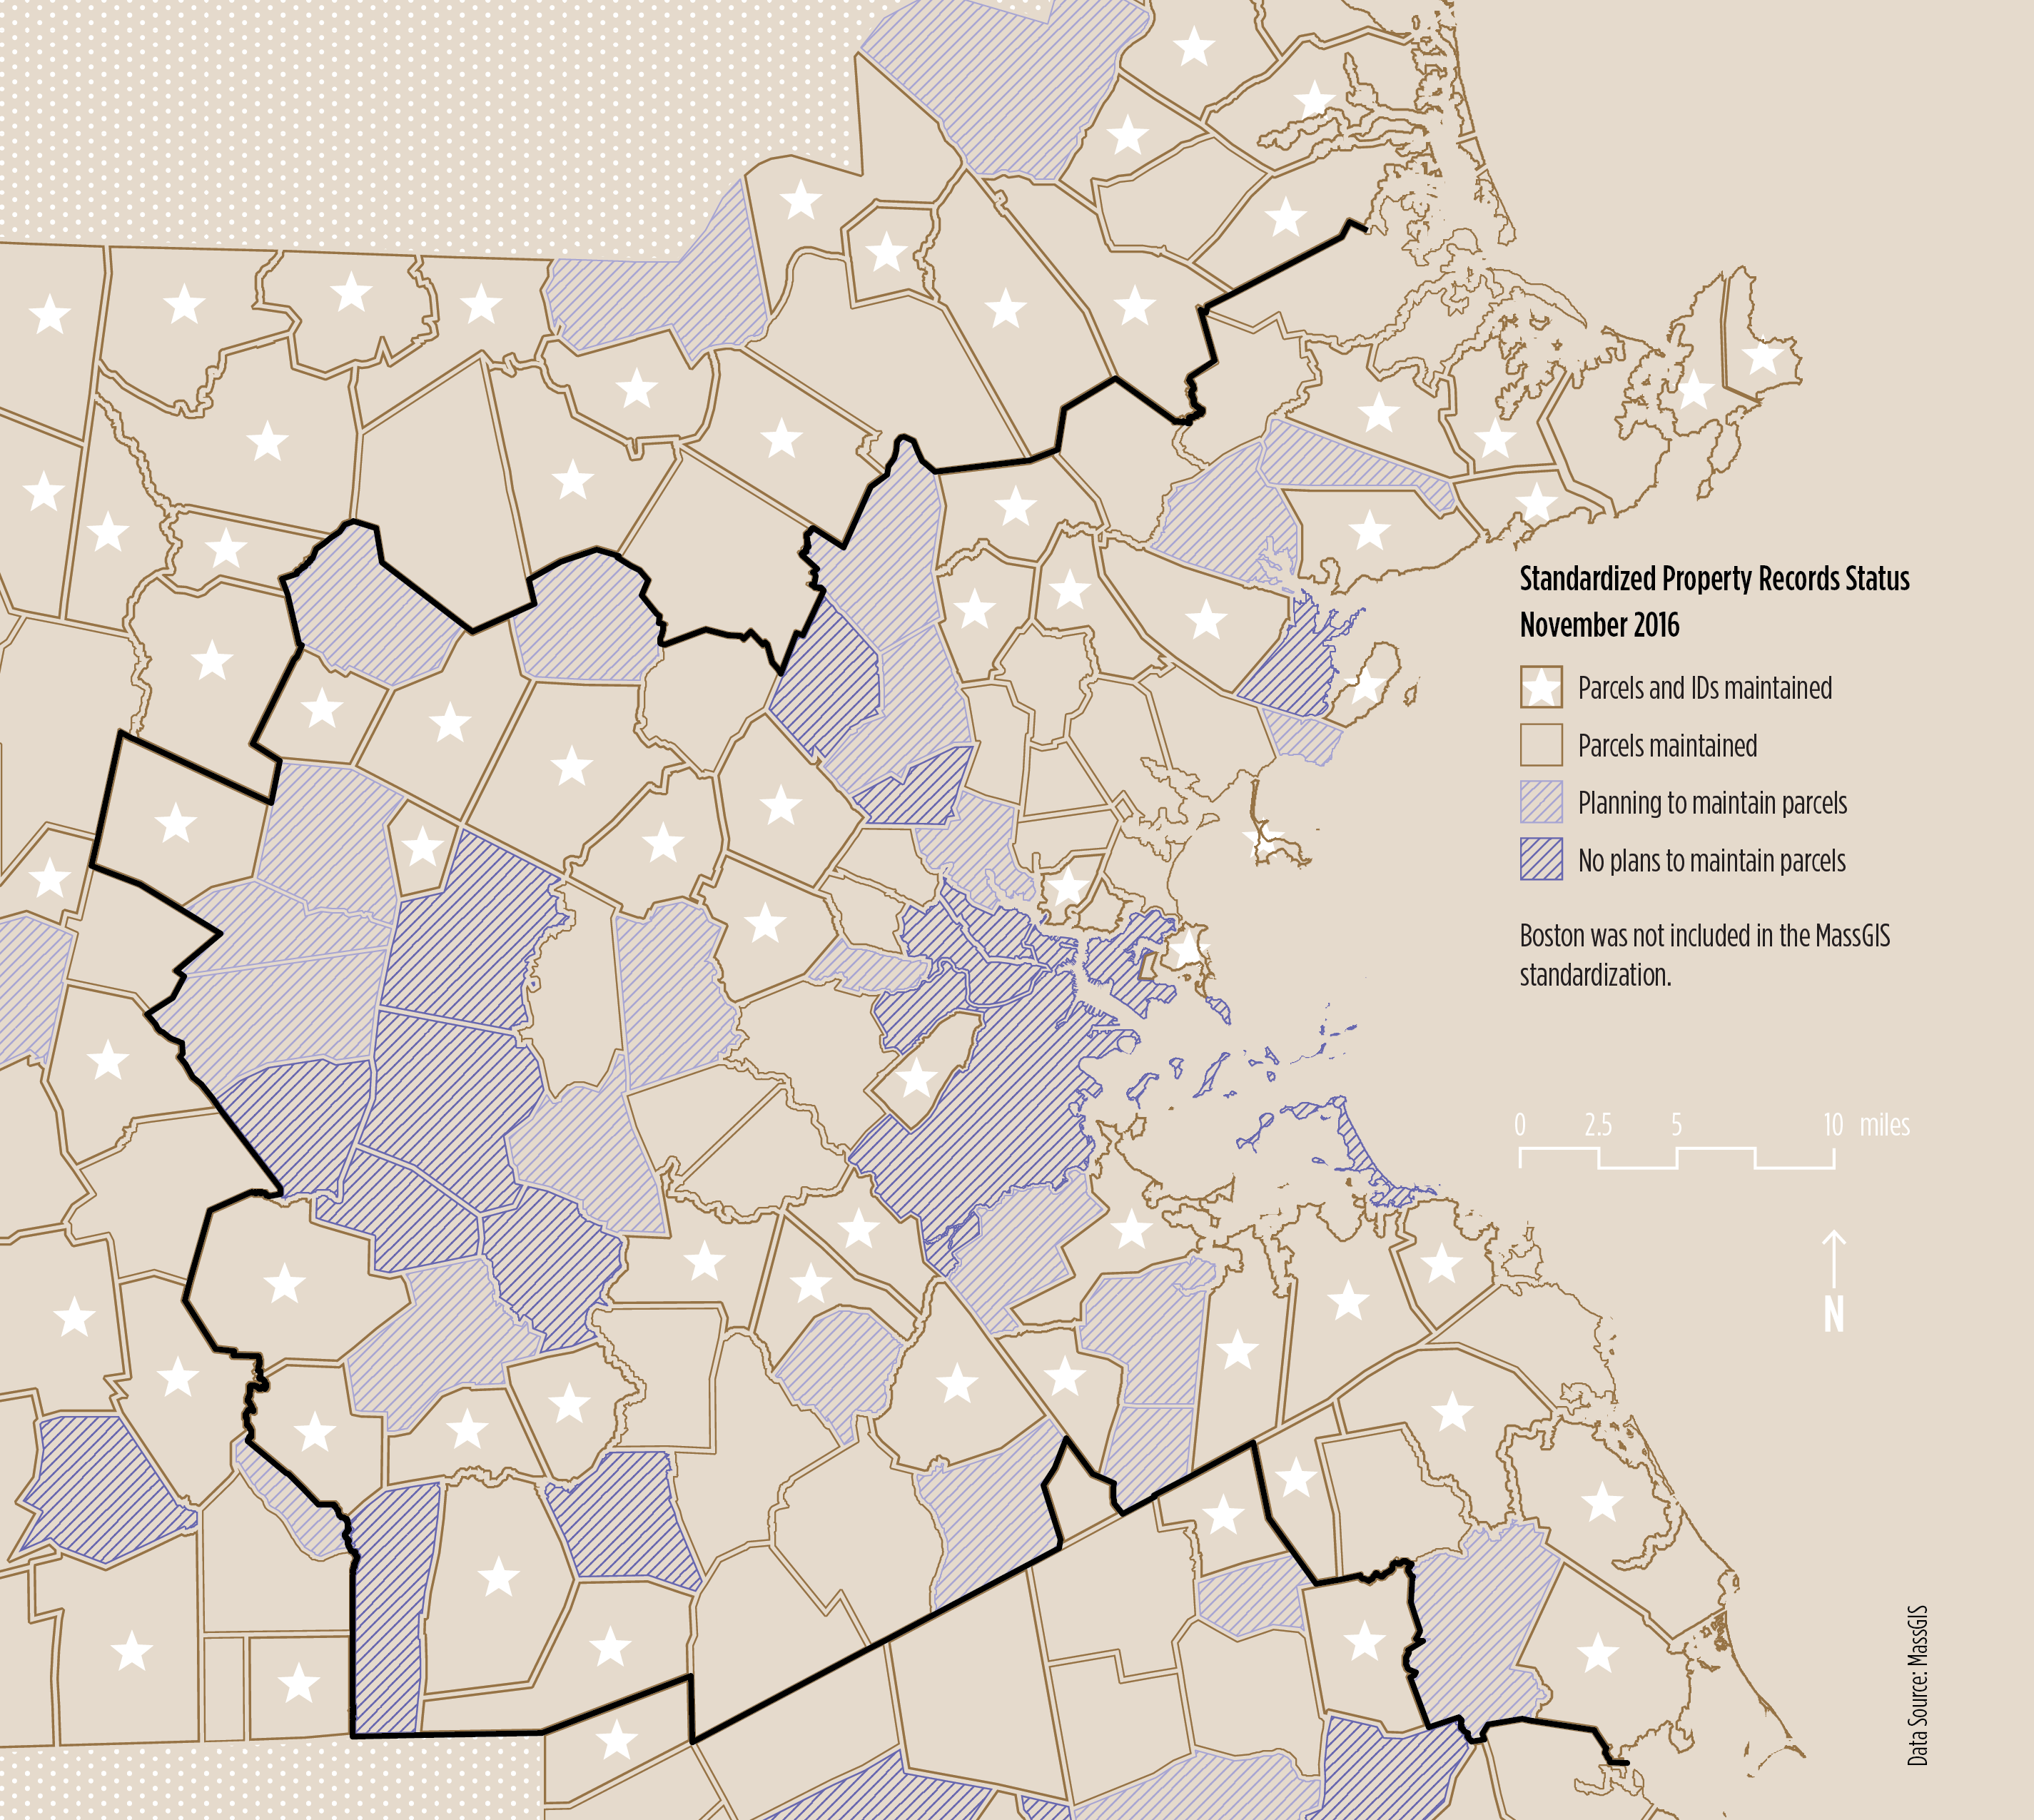 Standardized Property Records Status
November 2016
Parcels and IDs maintained
Parcels maintained
Planning to maintain parcels
No plans to maintain parcels
Boston was not included in the MassGIS
standardization.
0 2.5 5 10 miles
N
Data Source: MassGIS